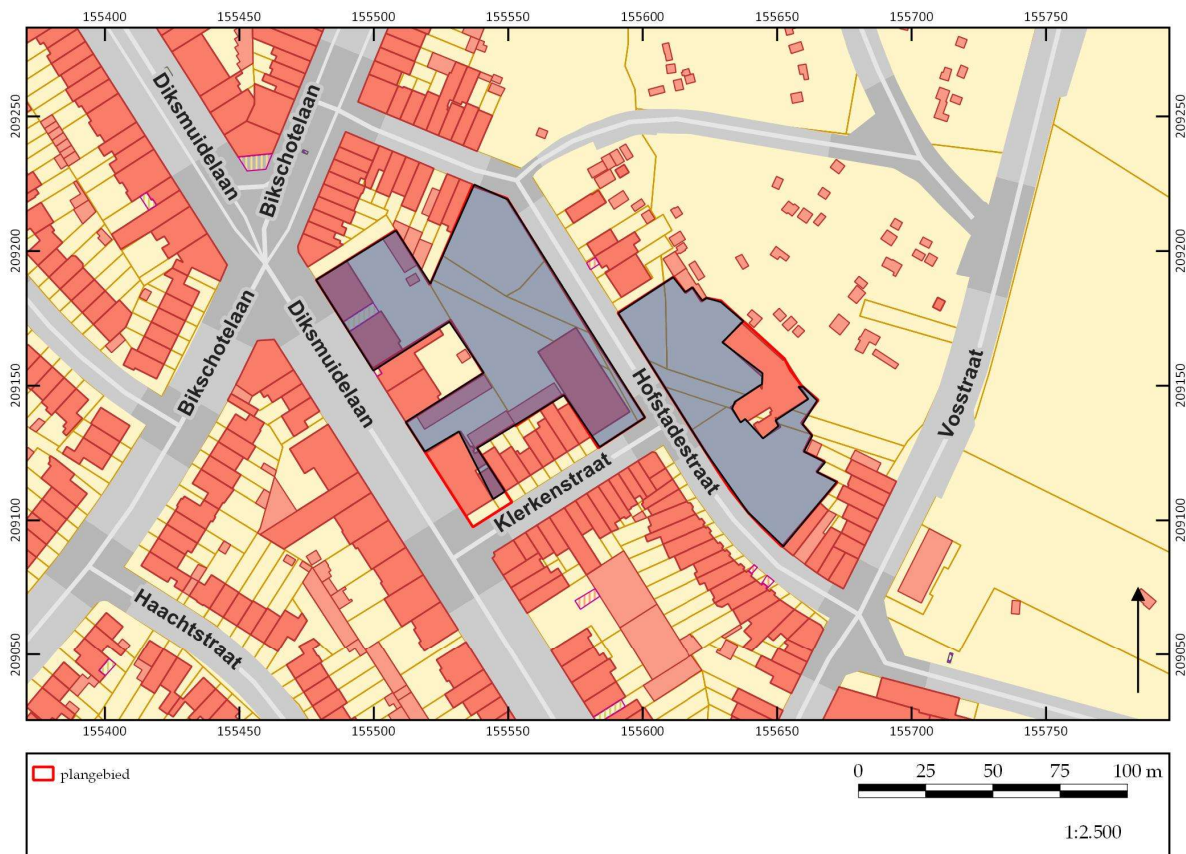 155400 155450 155500 155550 155600 155650 155700 155750
209250 209250
209200 209200
209150 209150
209100 209100
209050 209050
Diksmuidelaan
Bikschotelaan
Bikschotelaan
Diksmuidelaan
Hofstadestraat
Vosstraat
Klerkenstraat
Haachtstraat
155400 155450 155500 155550 155600 155650 155700 155750
plangebied
0 25 50 75 100 m
1:2.500